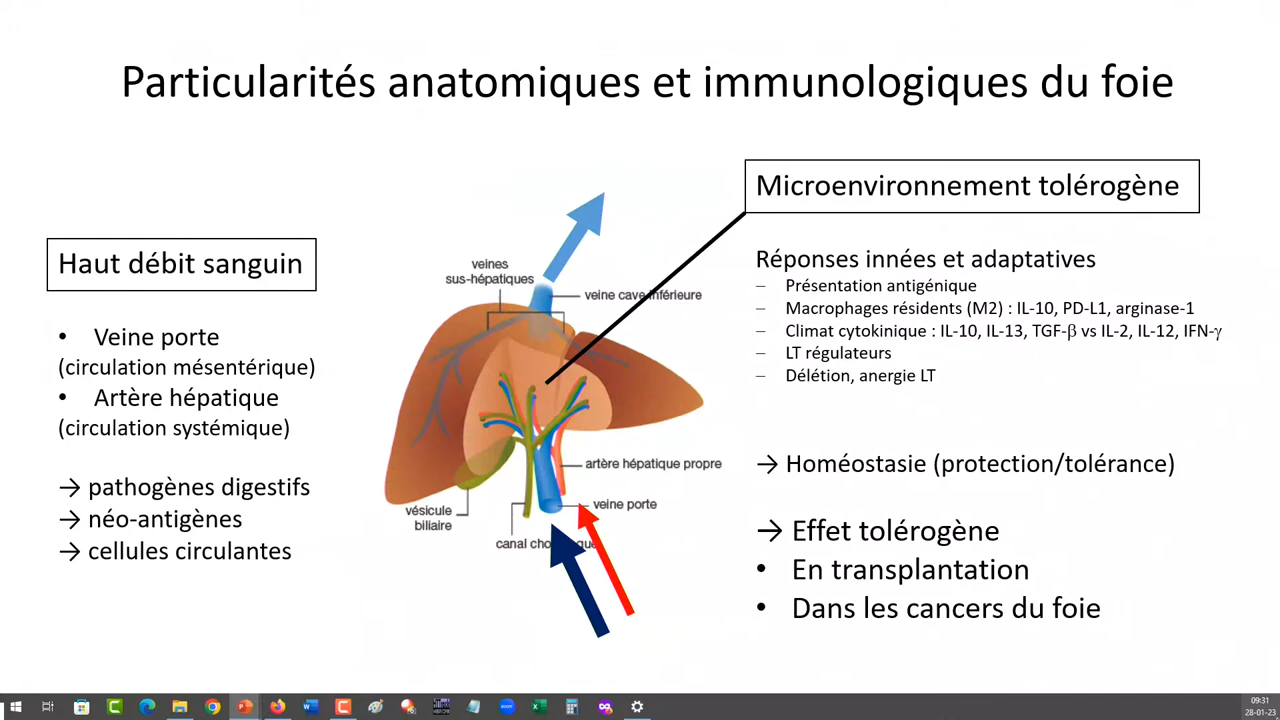 Particularités anatomiques et immunologiques du foie
Haut débit sanguin
• Veine porte
(circulation mésentérique)
• Artère hépatique
(circulation systémique)
→ pathogènes digestifs
→ néo-antigènes
→ cellules circulantes
veines
sus-hépatiques
veine cave inférieure
artère hépatique propre
veine porte
vésicule
biliaire
canal
Microenvironnement tolérogène
Réponses innées et adaptatives
– Présentation antigénique
– Macrophages résidents (M2) : IL-10, PD-L1, arginase-1
– Climat cytokinique : IL-10, IL-13, TGF-β vs IL-2, IL-12, IFN-γ
– LT régulateurs
– Délétion, anergie LT
→ Homéostasie (protection/tolérance)
→ Effet tolérogène
• En transplantation
• Dans les cancers du foie
09:31
28-01-23